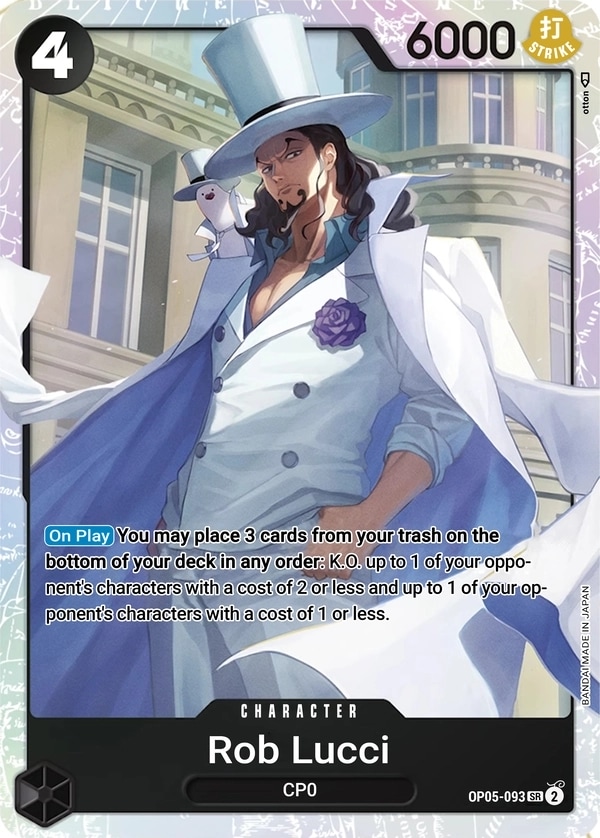 4
6000
打
STRIKE
otton
On Play You may place 3 cards from your trash on the
bottom of your deck in any order: K.O. up to 1 of your oppo-
nent's characters with a cost of 2 or less and up to 1 of your op-
ponent's characters with a cost of 1 or less.
BANDAI MADE IN JAPAN
CHARACTER
Rob Lucci
CP0
OP05-093 SR 2